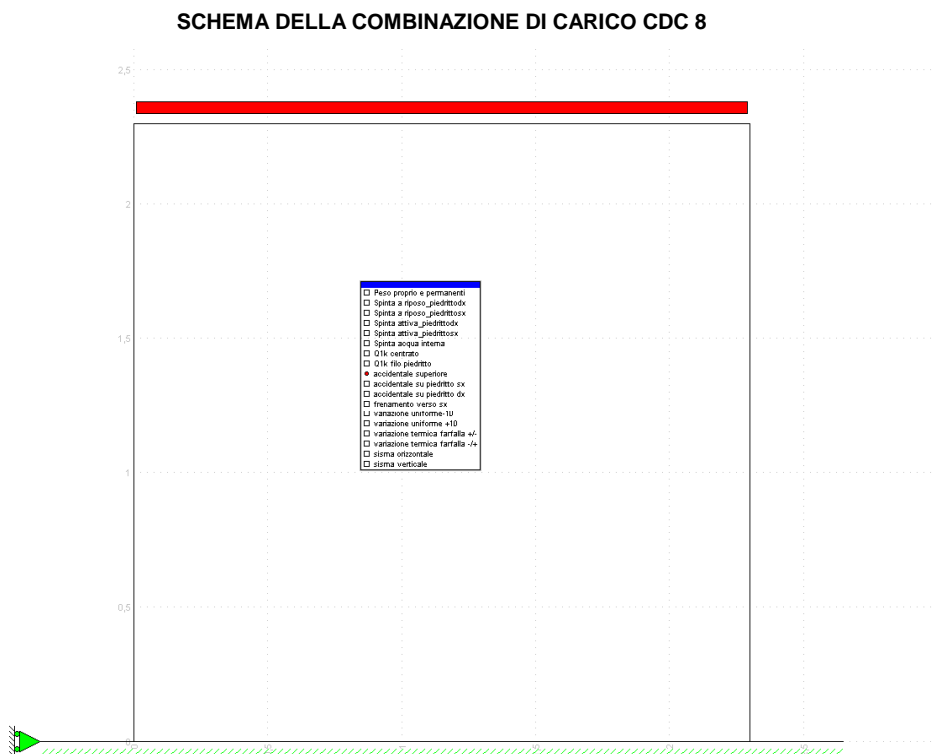 SCHEMA DELLA COMBINAZIONE DI CARICO CDC 8
2,5
2
1,5
1
0,5
0
Peso proprio e permanenti
Spinta a riposo_piedrittodx
Spinta a riposo_piedrittosx
Spinta attiva_piedrittodx
Spinta attiva_piedrittosx
Spinta acqua interna
Q1k centrato
Q1k filo piedritto
accidentale superiore
accidentale su piedritto sx
accidentale su piedritto dx
frenamento verso sx
variazione uniforme-10
variazione uniforme +10
variazione termica farfalla +/-
variazione termica farfalla -/+
sisma orizzontale
sisma verticale